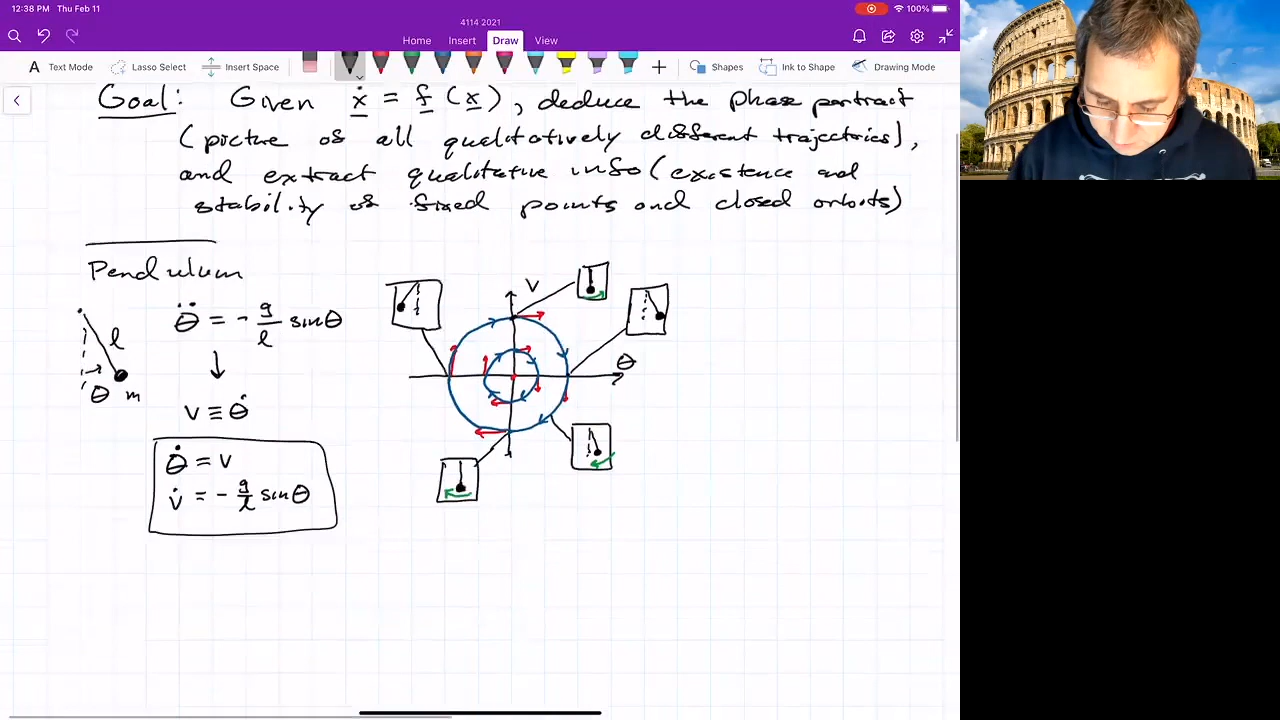 12:38 PM Thu Feb 11
100%
4114 2021
Home Insert Draw View
Text Mode Lasso Select Insert Space Shapes Ink to Shape Drawing Mode
Goal: Given ẋ = f(x), deduce the phase portrait
(picture of all qualitatively different trajectories),
and extract qualitative info (existence and
stability of fixed points and closed orbits)
Pendulum
θ̈ = - g/l sinθ
l
θ m
v ≡ θ̇
θ̇ = v
v̇ = - g/l sinθ
v
θ